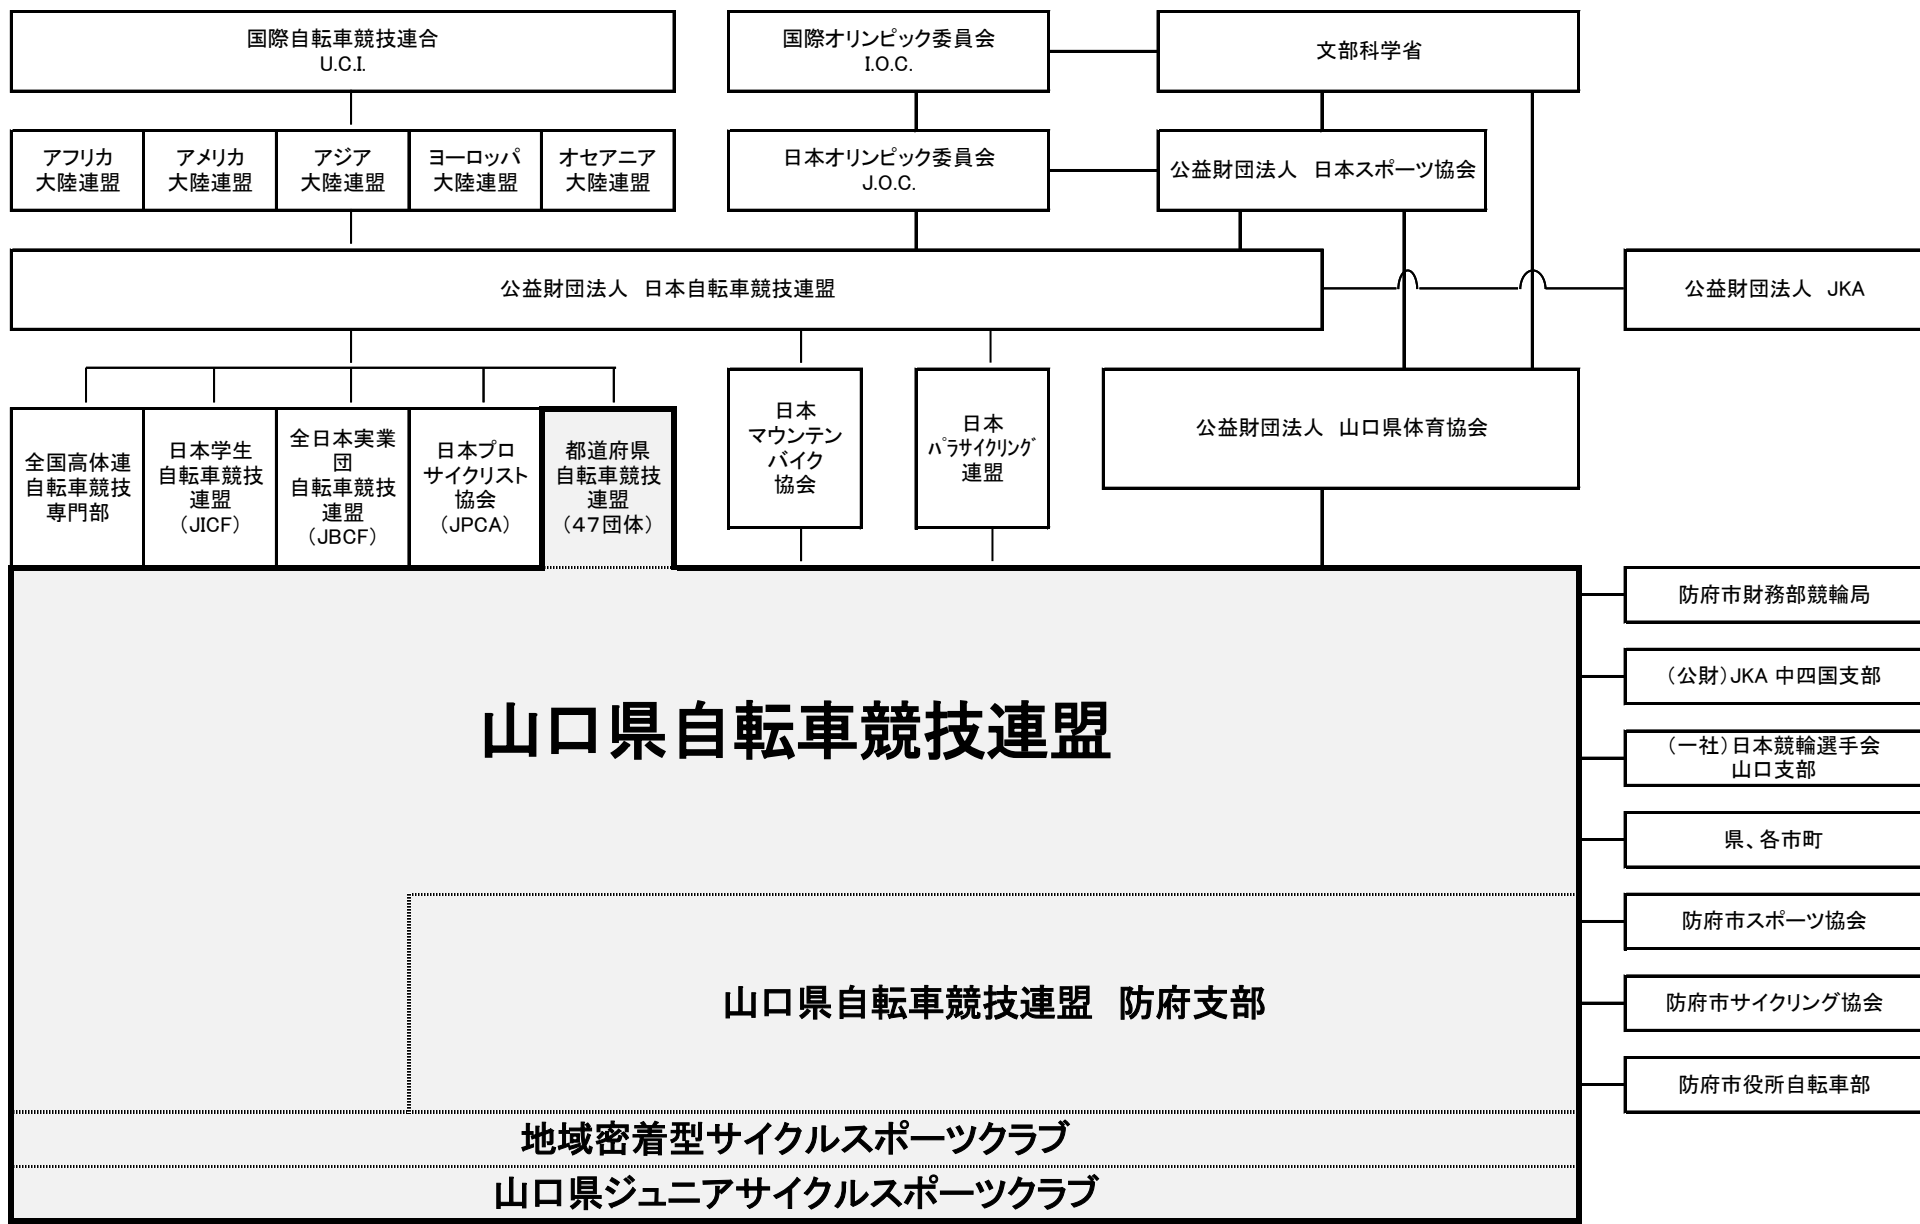 国際自転車競技連合
U.C.I.
国際オリンピック委員会
I.O.C.
文部科学省
アフリカ
大陸連盟
アメリカ
大陸連盟
アジア
大陸連盟
ヨーロッパ
大陸連盟
オセアニア
大陸連盟
日本オリンピック委員会
J.O.C.
公益財団法人　日本スポーツ協会
公益財団法人　日本自転車競技連盟
公益財団法人　JKA
全国高体連
自転車競技
専門部
日本学生
自転車競技
連盟
（JICF）
全日本実業
団
自転車競技
連盟
（JBCF）
日本プロ
サイクリスト
協会
（JPCA）
都道府県
自転車競技
連盟
（47団体）
日本
マウンテン
バイク
協会
日本
ﾊﾟﾗサイクリング
連盟
公益財団法人　山口県体育協会
山口県自転車競技連盟
山口県自転車競技連盟　防府支部
地域密着型サイクルスポーツクラブ
山口県ジュニアサイクルスポーツクラブ
防府市財務部競輪局
（公財）JKA 中四国支部
（一社）日本競輪選手会
山口支部
県、各市町
防府市スポーツ協会
防府市サイクリング協会
防府市役所自転車部